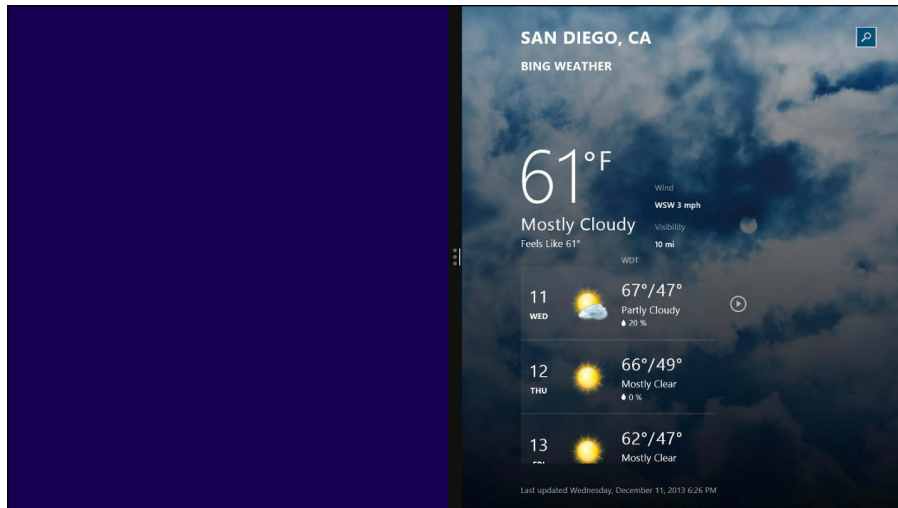 SAN DIEGO, CA
BING WEATHER
61°F
Mostly Cloudy
Feels Like 61°
Wind
WSW 3 mph
Visibility
10 mi
WDT
11
WED
67°/47°
Partly Cloudy
20 %
12
THU
66°/49°
Mostly Clear
0 %
13
FRI
62°/47°
Mostly Clear
Last updated Wednesday, December 11, 2013 6:26 PM